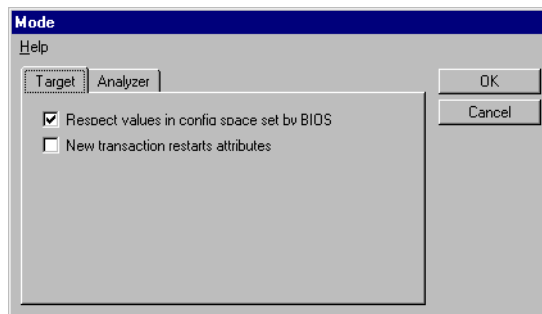 Mode
Help
Target Analyzer
OK
Respect values in config space set by BIOS
Cancel
New transaction restarts attributes